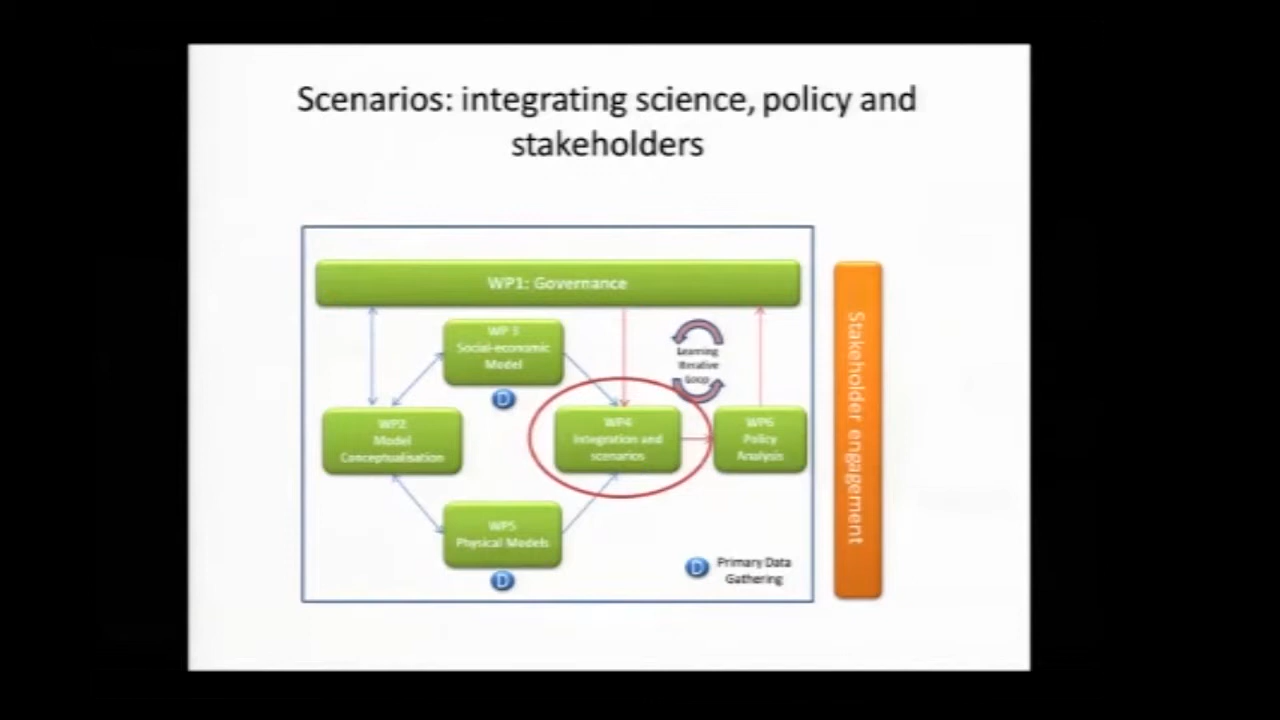 Scenarios: integrating science, policy and
stakeholders
WP1: Governance
WP 3
Social-economic
Model
D
Learning
Iterative
Loop
WP2
Model
Conceptualisation
WP4
Integration and
scenarios
WP6
Policy
Analysis
WP5
Physical Models
D
D Primary Data
Gathering
Stakeholder engagement